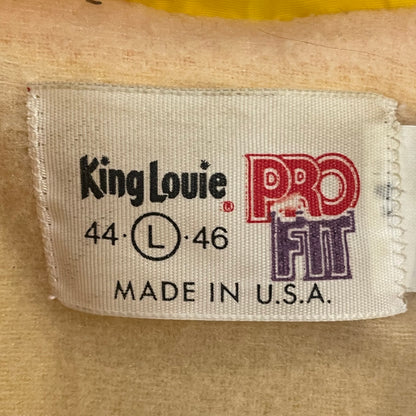 King Louie ®
PRO
FIT
44·L·46
MADE IN U.S.A.